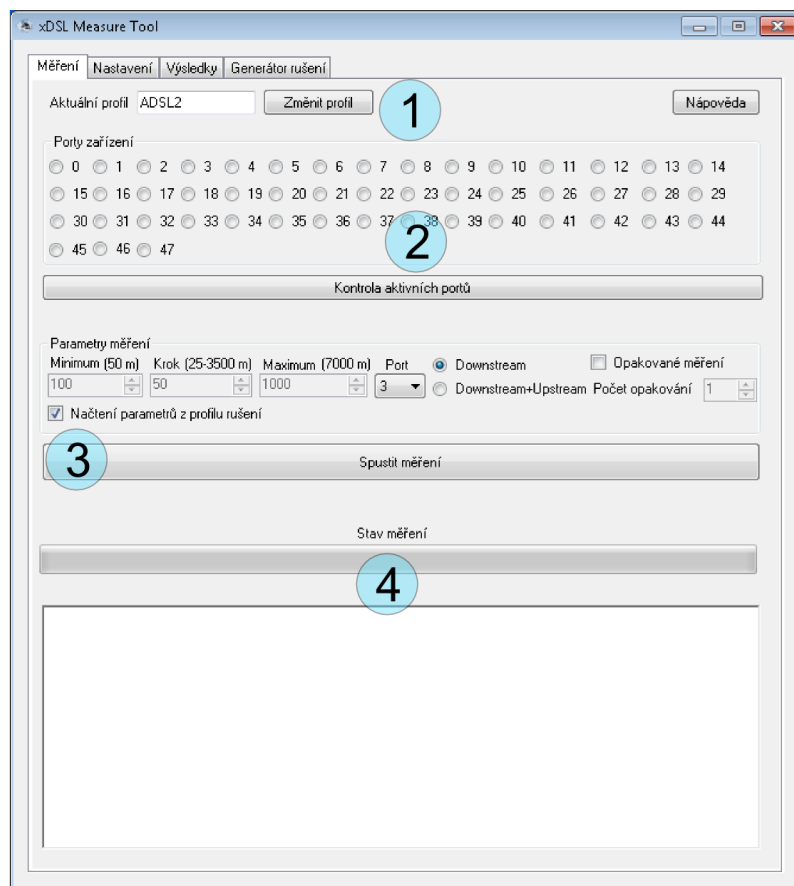 xDSL Measure Tool
Měření Nastavení Výsledky Generátor rušení
Aktuální profil ADSL2 Změnit profil 1 Nápověda
Porty zařízení
0 1 2 3 4 5 6 7 8 9 10 11 12 13 14
15 16 17 18 19 20 21 22 23 24 25 26 27 28 29
30 31 32 33 34 35 36 37 38 39 40 41 42 43 44
2
45 46 47
Kontrola aktivních portů
Parametry měření
Minimum (50 m) Krok (25-3500 m) Maximum (7000 m) Port Downstream Opakované měření
100 50 1000 3 Downstream+Upstream Počet opakování 1
Načtení parametrů z profilu rušení
3 Spustit měření
Stav měření
4